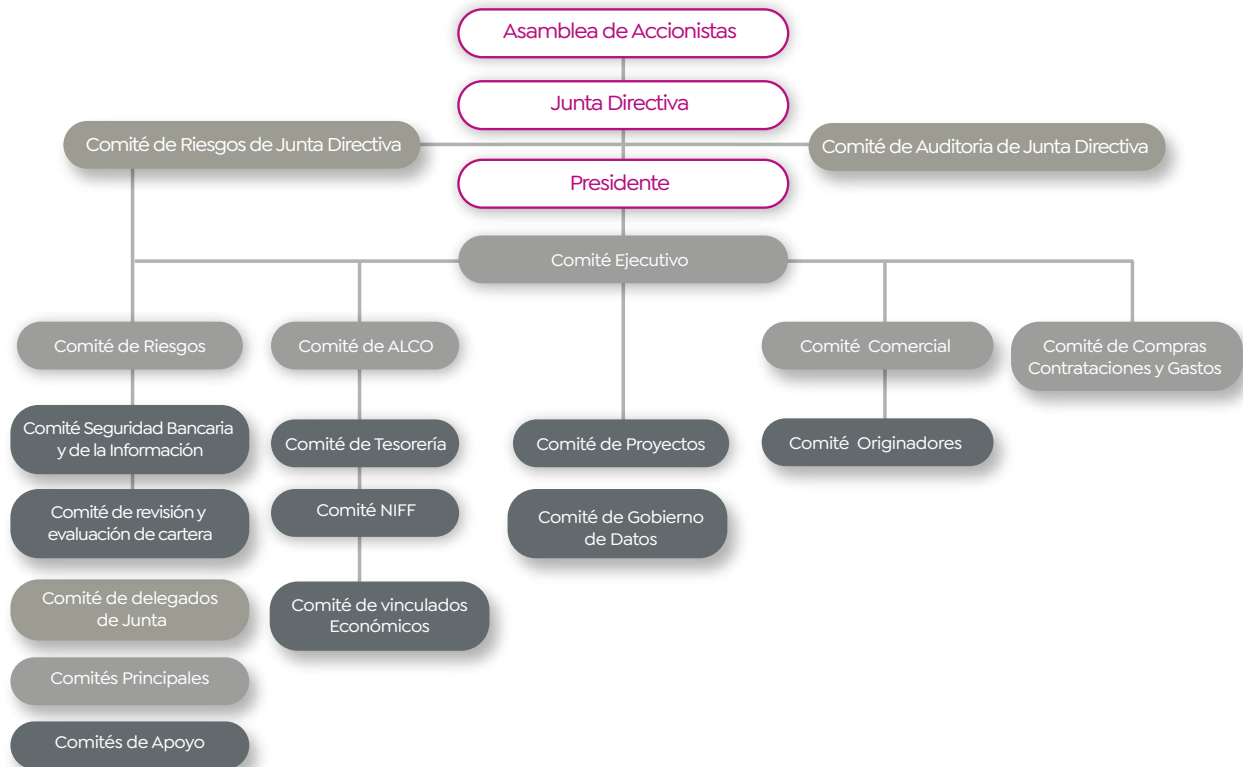 Asamblea de Accionistas
Junta Directiva
Comité de Riesgos de Junta Directiva
Comité de Auditoria de Junta Directiva
Presidente
Comité Ejecutivo
Comité de Riesgos
Comité de ALCO
Comité Comercial
Comité de Compras
Contrataciones y Gastos
Comité Seguridad Bancaria
y de la Información
Comité de Tesorería
Comité de Proyectos
Comité Originadores
Comité de revisión y
evaluación de cartera
Comité NIFF
Comité de Gobierno
de Datos
Comité de delegados
de Junta
Comité de vinculados
Económicos
Comités Principales
Comités de Apoyo